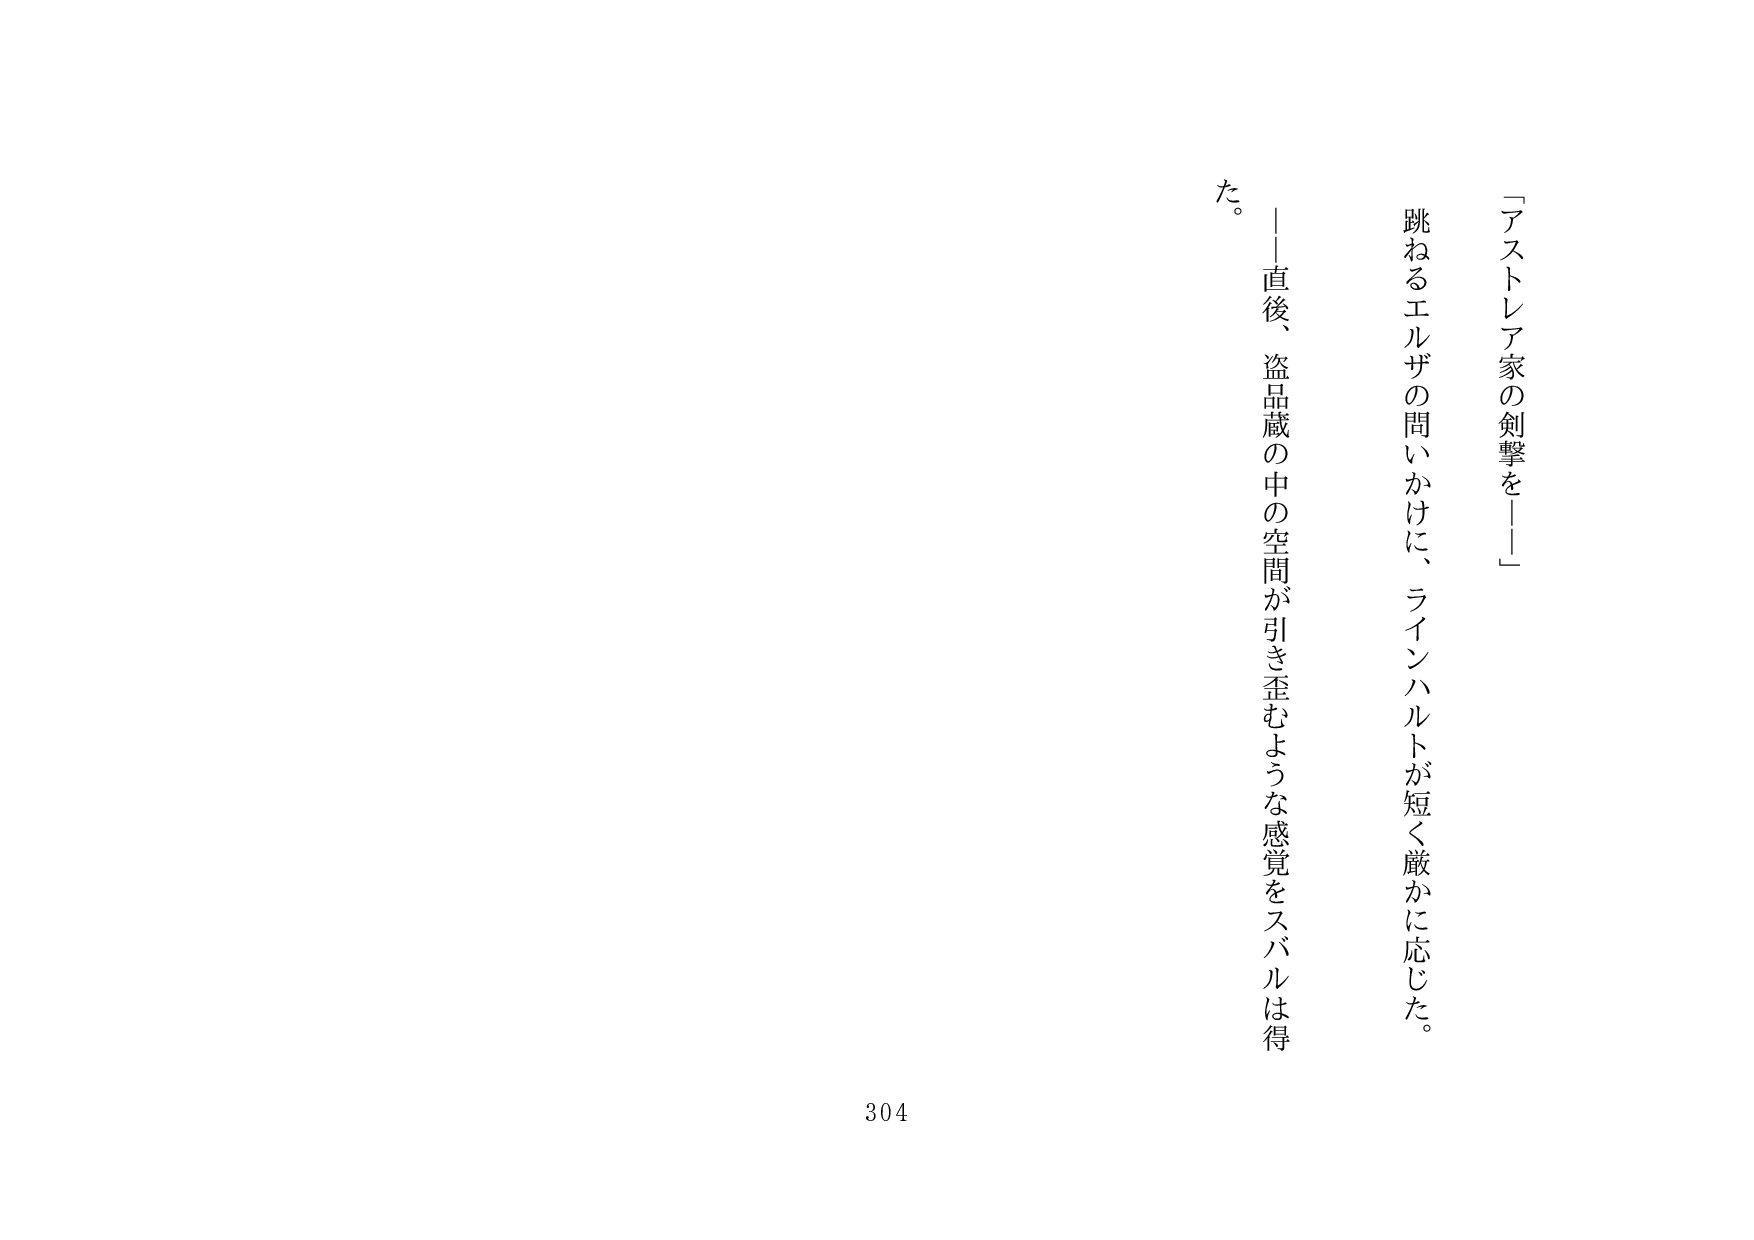 「アストレア家の剣撃を――」
跳ねるエルザの問いかけに、ラインハルトが短く厳かに応じた。
――直後、盗品蔵の中の空間が引き歪むような感覚をスバルは得
た。
304